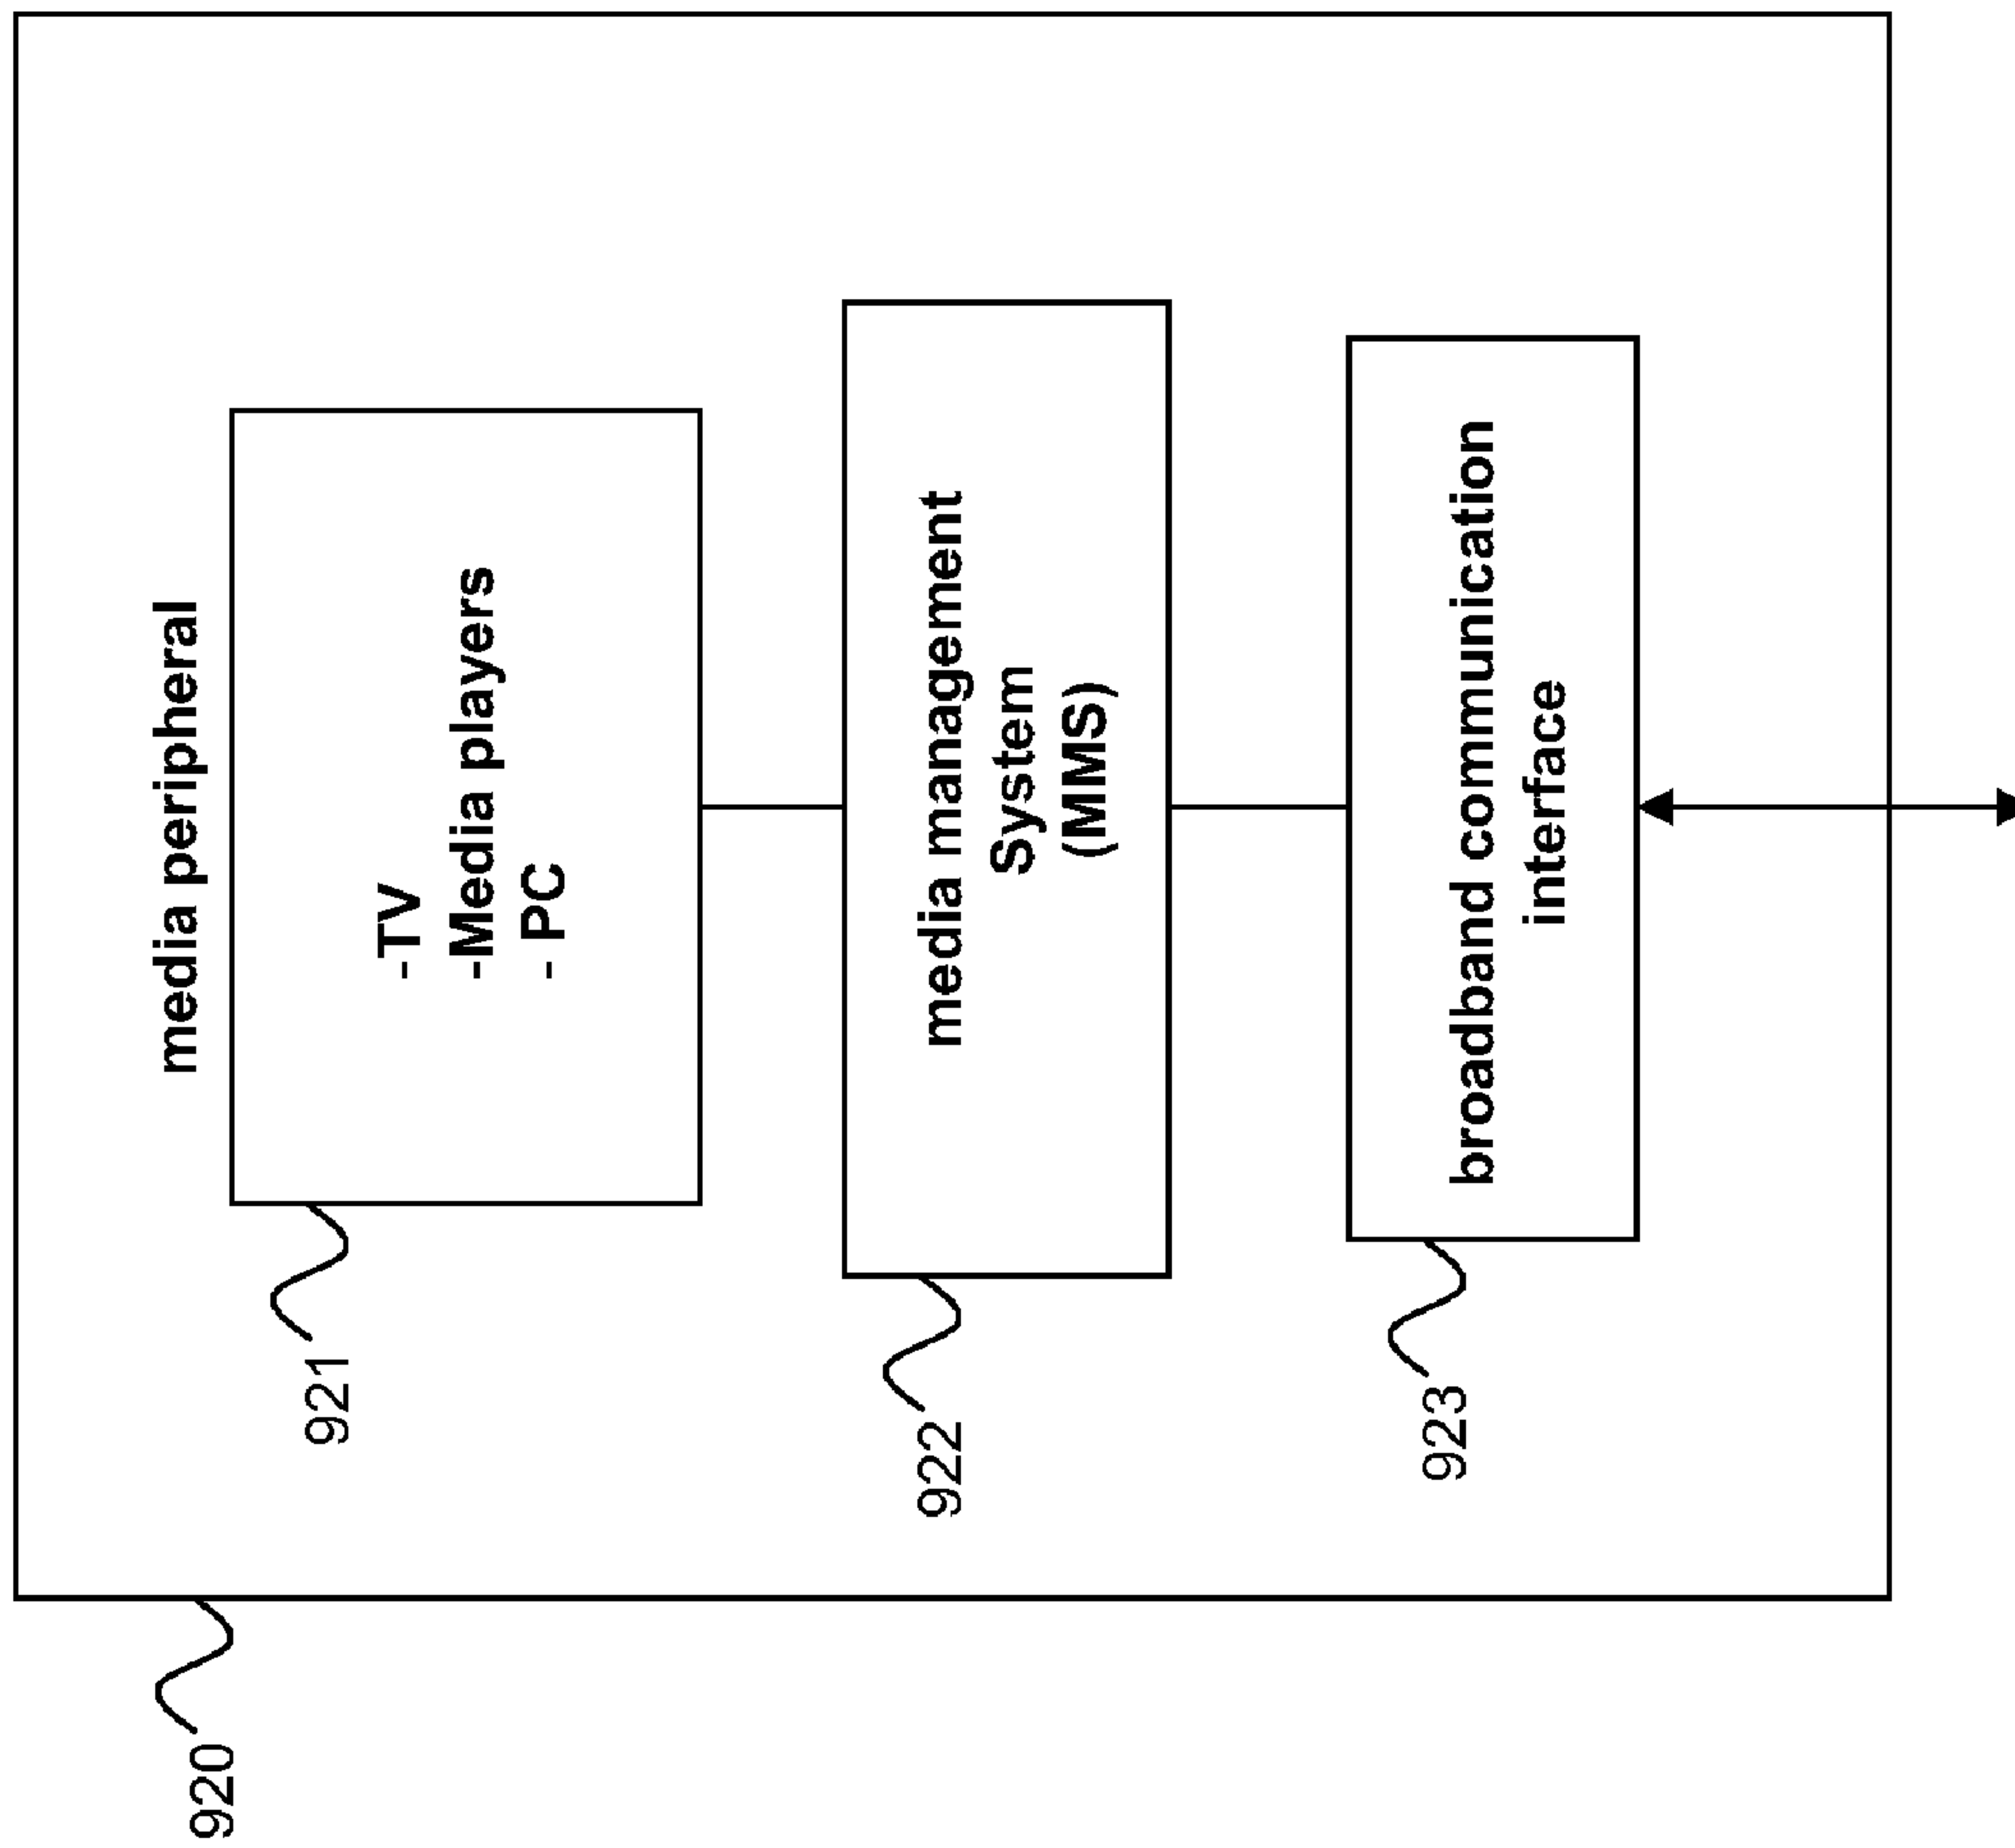 920
media peripheral
921
-TV
-Media players
- PC
922
media management
System
(MMS)
923
broadband communication
interface